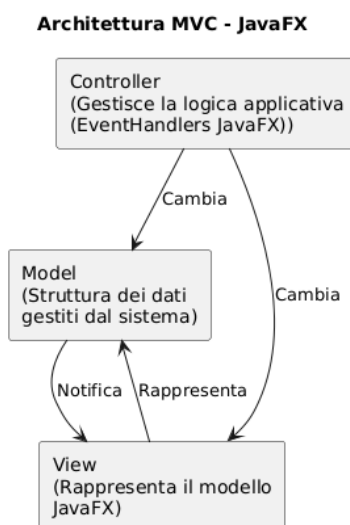 Architettura MVC - JavaFX
Controller
(Gestisce la logica applicativa
(EventHandlers JavaFX))
Cambia
Model
(Struttura dei dati
gestiti dal sistema)
Cambia
Notifica
Rappresenta
View
(Rappresenta il modello
JavaFX)